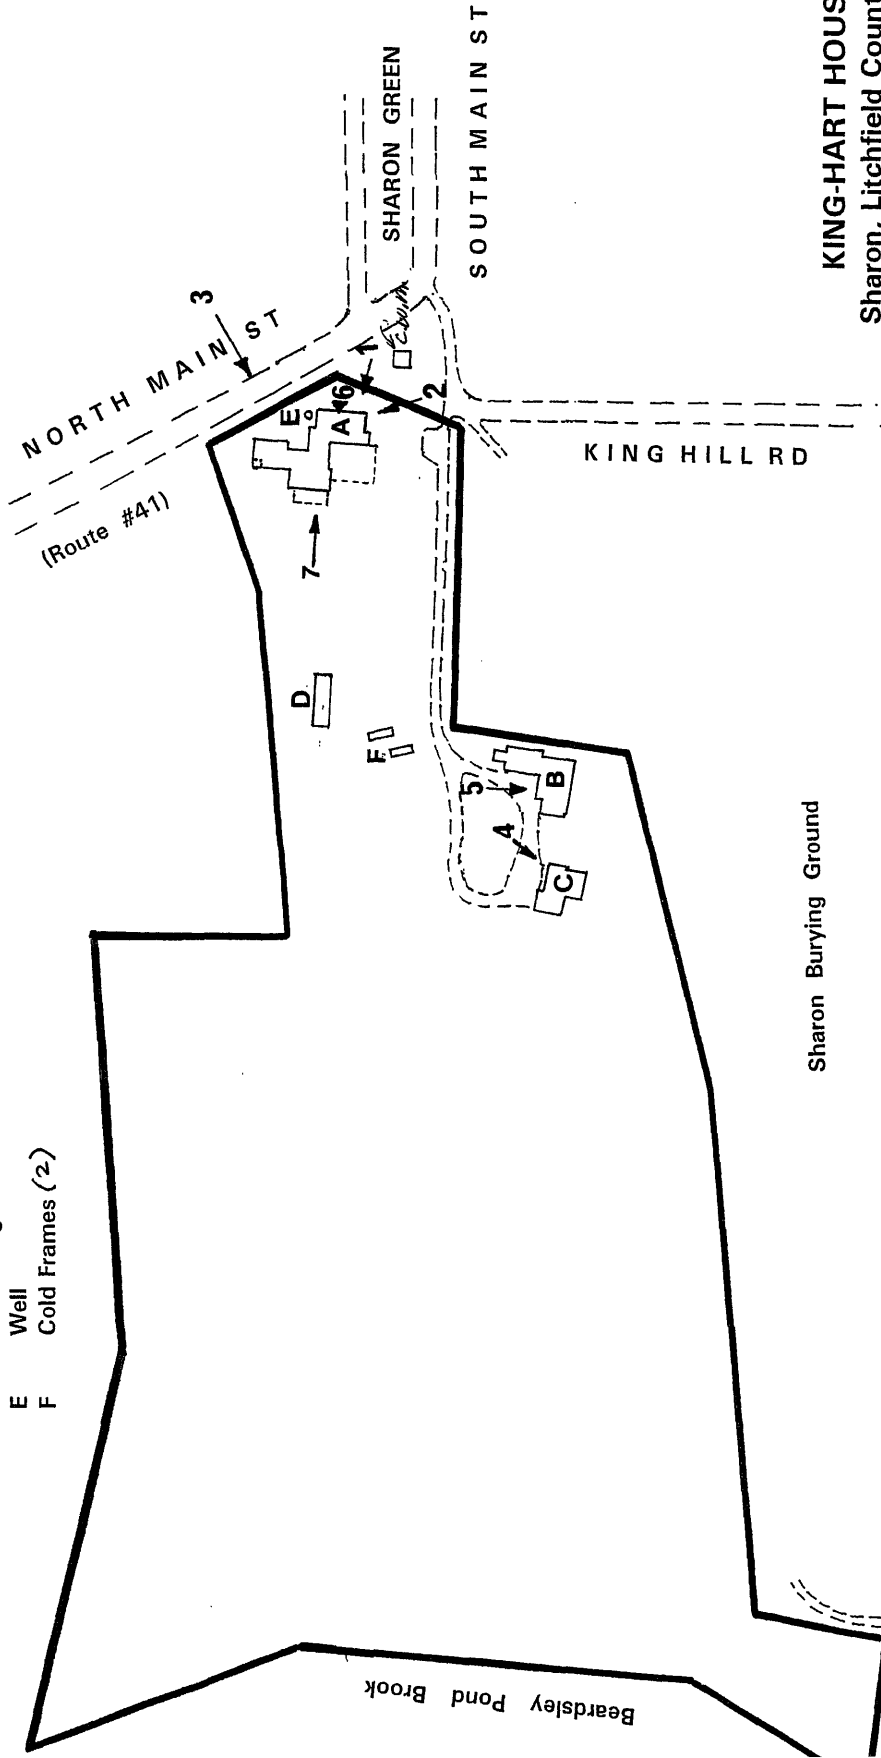 E Well
F Cold Frames (2)
NORTH MAIN ST
(Route #41)
3
SHARON GREEN
SOUTH MAIN ST
1
6
2
E
A
7
KING HILL RD
D
F
5
4
B
C
Sharon Burying Ground
Beardsley Pond Brook
KING-HART HOUS
Sharon, Litchfield Count